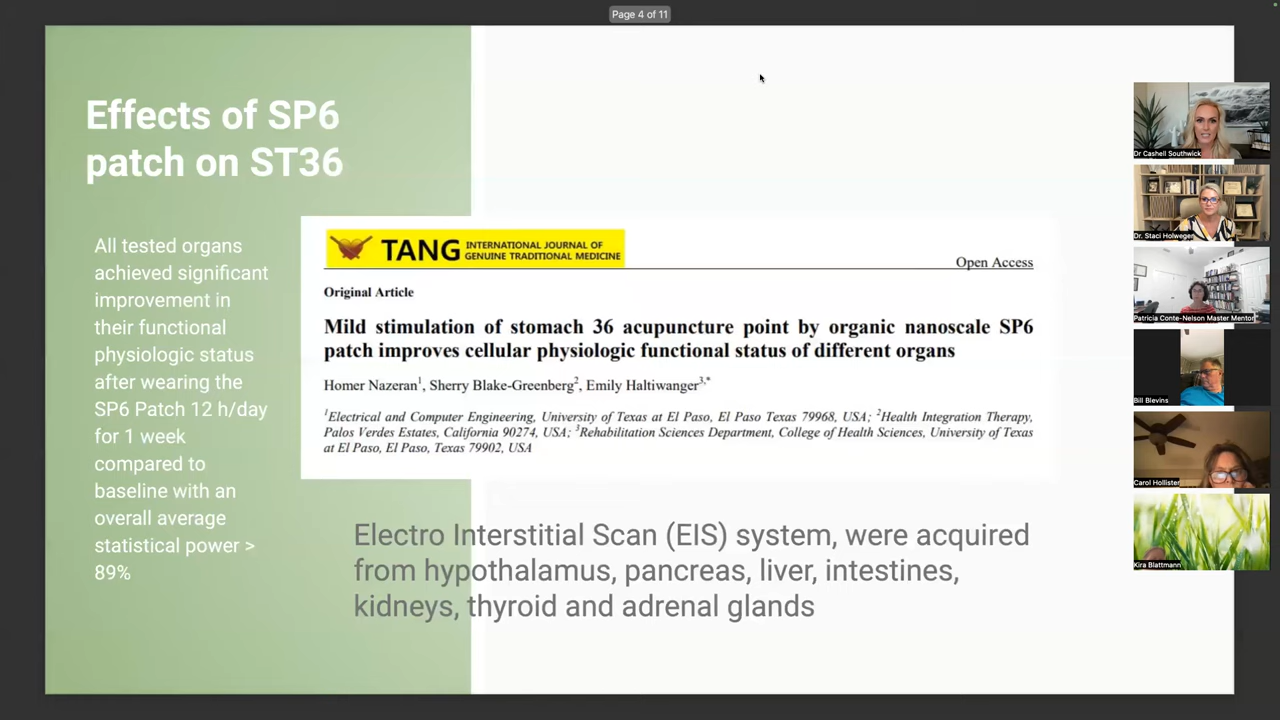 Page 4 of 11
Effects of SP6
patch on ST36
All tested organs
achieved significant
improvement in
their functional
physiologic status
after wearing the
SP6 Patch 12 h/day
for 1 week
compared to
baseline with an
overall average
statistical power >
89%
TANG INTERNATIONAL JOURNAL OF
GENUINE TRADITIONAL MEDICINE
Open Access
Original Article
Mild stimulation of stomach 36 acupuncture point by organic nanoscale SP6
patch improves cellular physiologic functional status of different organs
Homer Nazeran1, Sherry Blake-Greenberg2, Emily Haltiwanger3,*
1Electrical and Computer Engineering, University of Texas at El Paso, El Paso Texas 79968, USA; 2Health Integration Therapy,
Palos Verdes Estates, California 90274, USA; 3Rehabilitation Sciences Department, College of Health Sciences, University of Texas
at El Paso, El Paso, Texas 79902, USA
Electro Interstitial Scan (EIS) system, were acquired
from hypothalamus, pancreas, liver, intestines,
kidneys, thyroid and adrenal glands
Dr Cashell Southwick
Dr. Staci Holweger
Patricia Conte-Nelson Master Mentor
Bill Blevins
Carol Hollister
Kira Blattmann